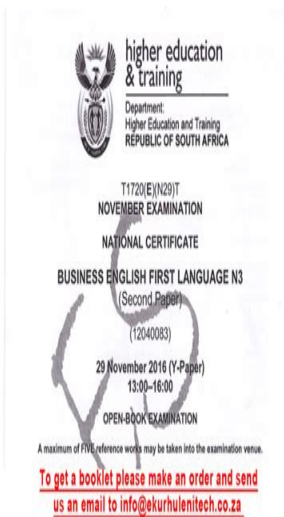 higher education
& training
Department:
Higher Education and Training
REPUBLIC OF SOUTH AFRICA
T1720(E)(N29)T
NOVEMBER EXAMINATION
NATIONAL CERTIFICATE
BUSINESS ENGLISH FIRST LANGUAGE N3
(Second Paper)
(12040083)
29 November 2016 (Y-Paper)
13:00–16:00
OPEN-BOOK EXAMINATION
A maximum of FIVE reference works may be taken into the examination venue.
To get a booklet please make an order and send
us an email to info@ekurhulenitech.co.za